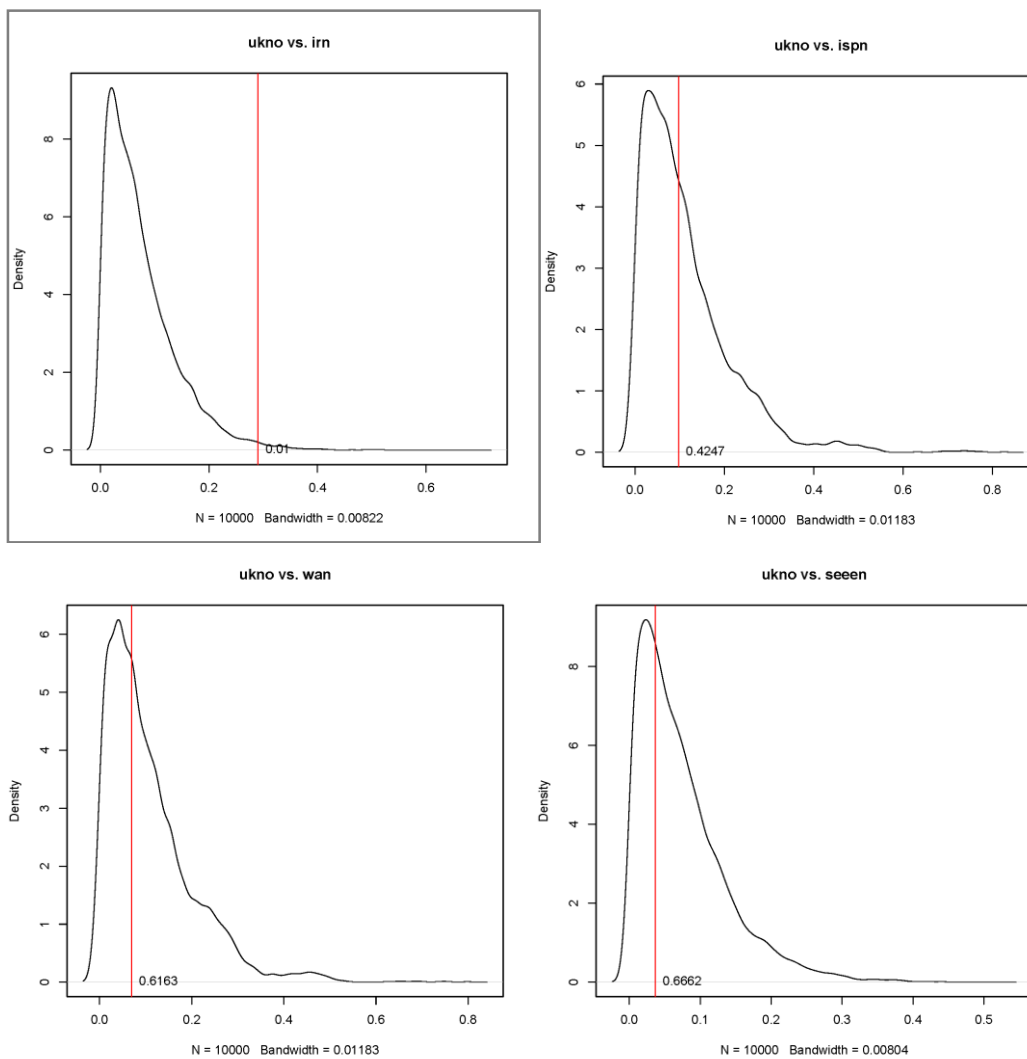 ukno vs. irn
Density
8
6
4
2
0
0.01
0.0 0.2 0.4 0.6
N = 10000 Bandwidth = 0.00822
ukno vs. ispn
Density
6
5
4
3
2
1
0
0.4247
0.0 0.2 0.4 0.6 0.8
N = 10000 Bandwidth = 0.01183
ukno vs. wan
Density
6
5
4
3
2
1
0
0.6163
0.0 0.2 0.4 0.6 0.8
N = 10000 Bandwidth = 0.01183
ukno vs. seeen
Density
8
6
4
2
0
0.6662
0.0 0.1 0.2 0.3 0.4 0.5
N = 10000 Bandwidth = 0.00804